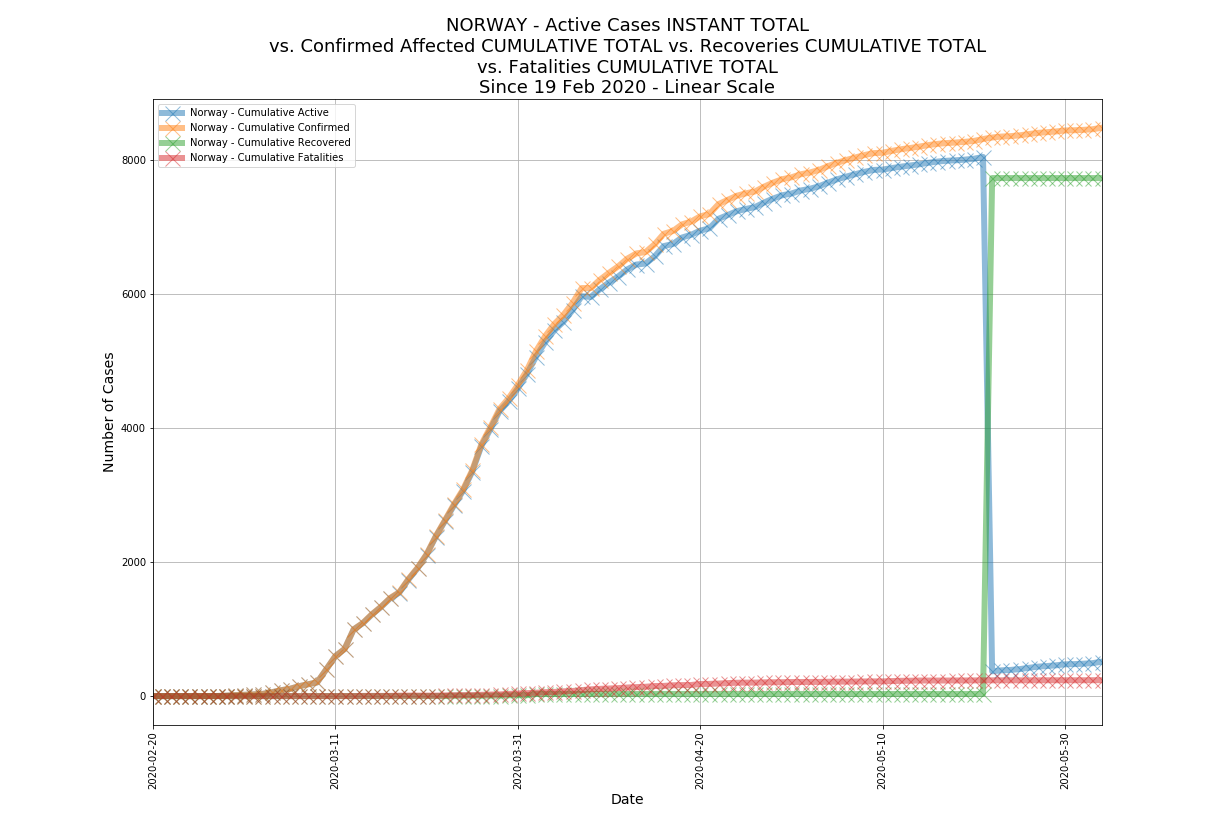 NORWAY - Active Cases INSTANT TOTAL
vs. Confirmed Affected CUMULATIVE TOTAL vs. Recoveries CUMULATIVE TOTAL
vs. Fatalities CUMULATIVE TOTAL
Since 19 Feb 2020 - Linear Scale
Norway - Cumulative Active
Norway - Cumulative Confirmed
Norway - Cumulative Recovered
Norway - Cumulative Fatalities
Number of Cases
8000
6000
4000
2000
0
2020-02-20
2020-03-11
2020-03-31
2020-04-20
2020-05-10
2020-05-30
Date